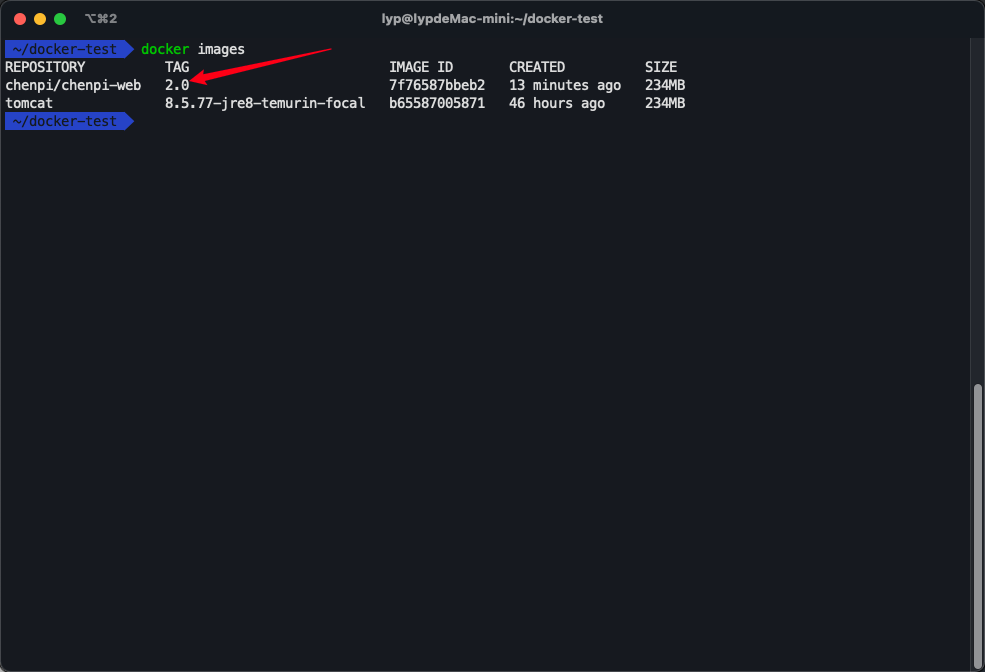 ⌥⌘2 lyp@lypdeMac-mini:~/docker-test
~/docker-test docker images
REPOSITORY TAG IMAGE ID CREATED SIZE
chenpi/chenpi-web 2.0 7f76587bbeb2 13 minutes ago 234MB
tomcat 8.5.77-jre8-temurin-focal b65587005871 46 hours ago 234MB
~/docker-test